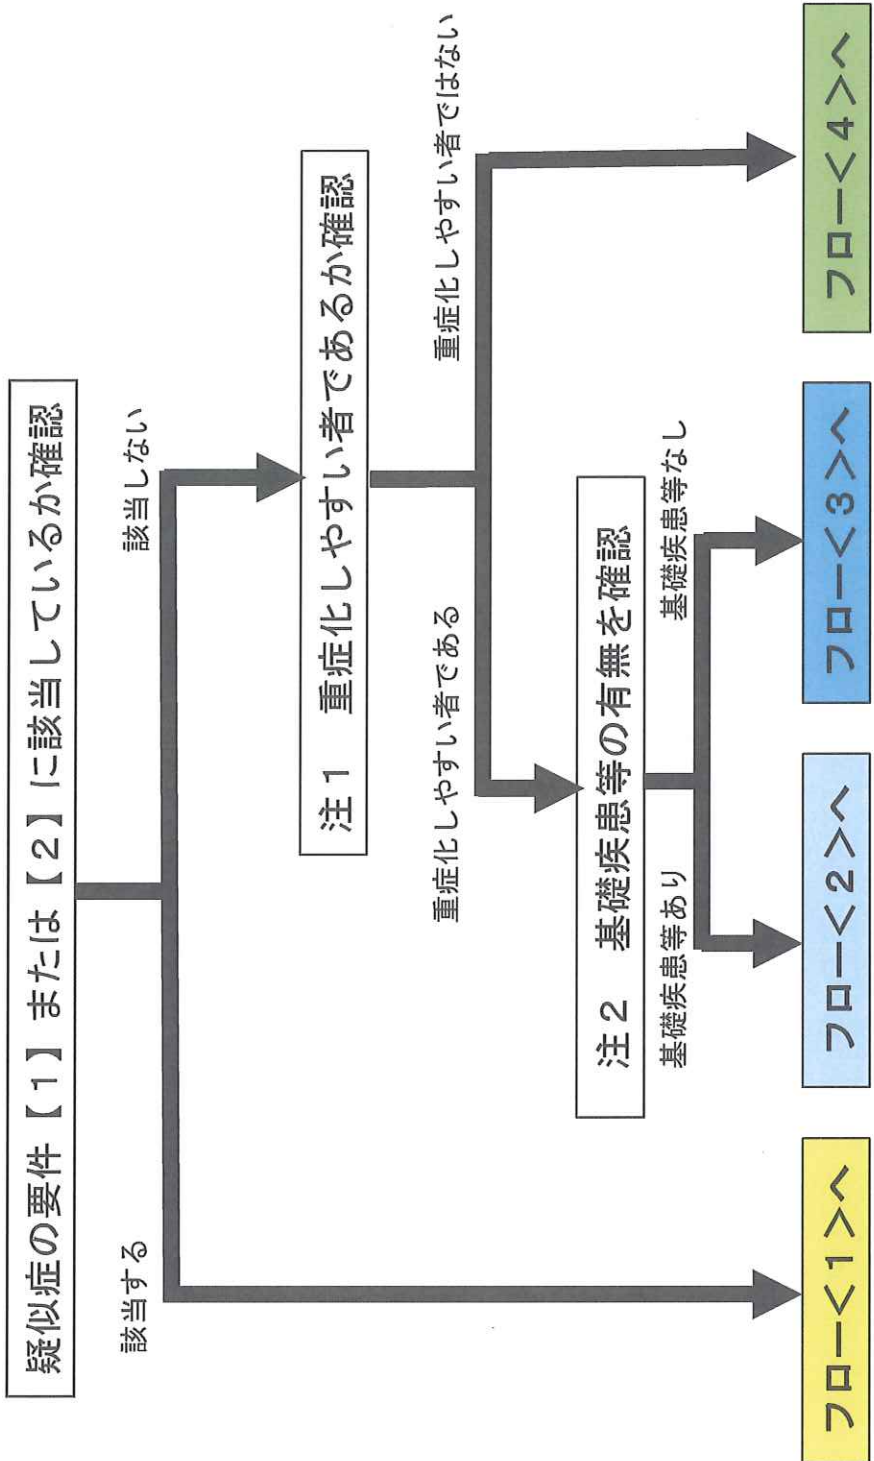 疑似症の要件【１】または【２】に該当しているか確認
該当する
該当しない
注１　重症化しやすい者であるか確認
重症化しやすい者である
重症化しやすい者ではない
注２　基礎疾患等の有無を確認
基礎疾患等あり
基礎疾患等なし
フロー＜１＞へ
フロー＜２＞へ
フロー＜３＞へ
フロー＜４＞へ